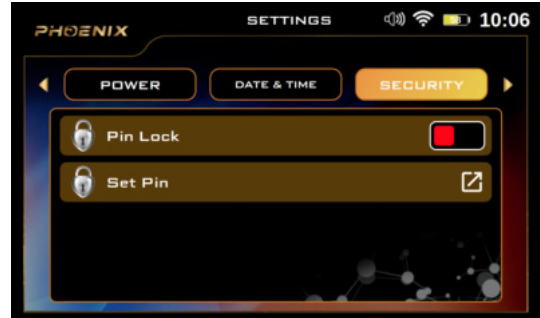 PHOENIX
SETTINGS
10:06
POWER
DATE & TIME
SECURITY
Pin Lock
Set Pin